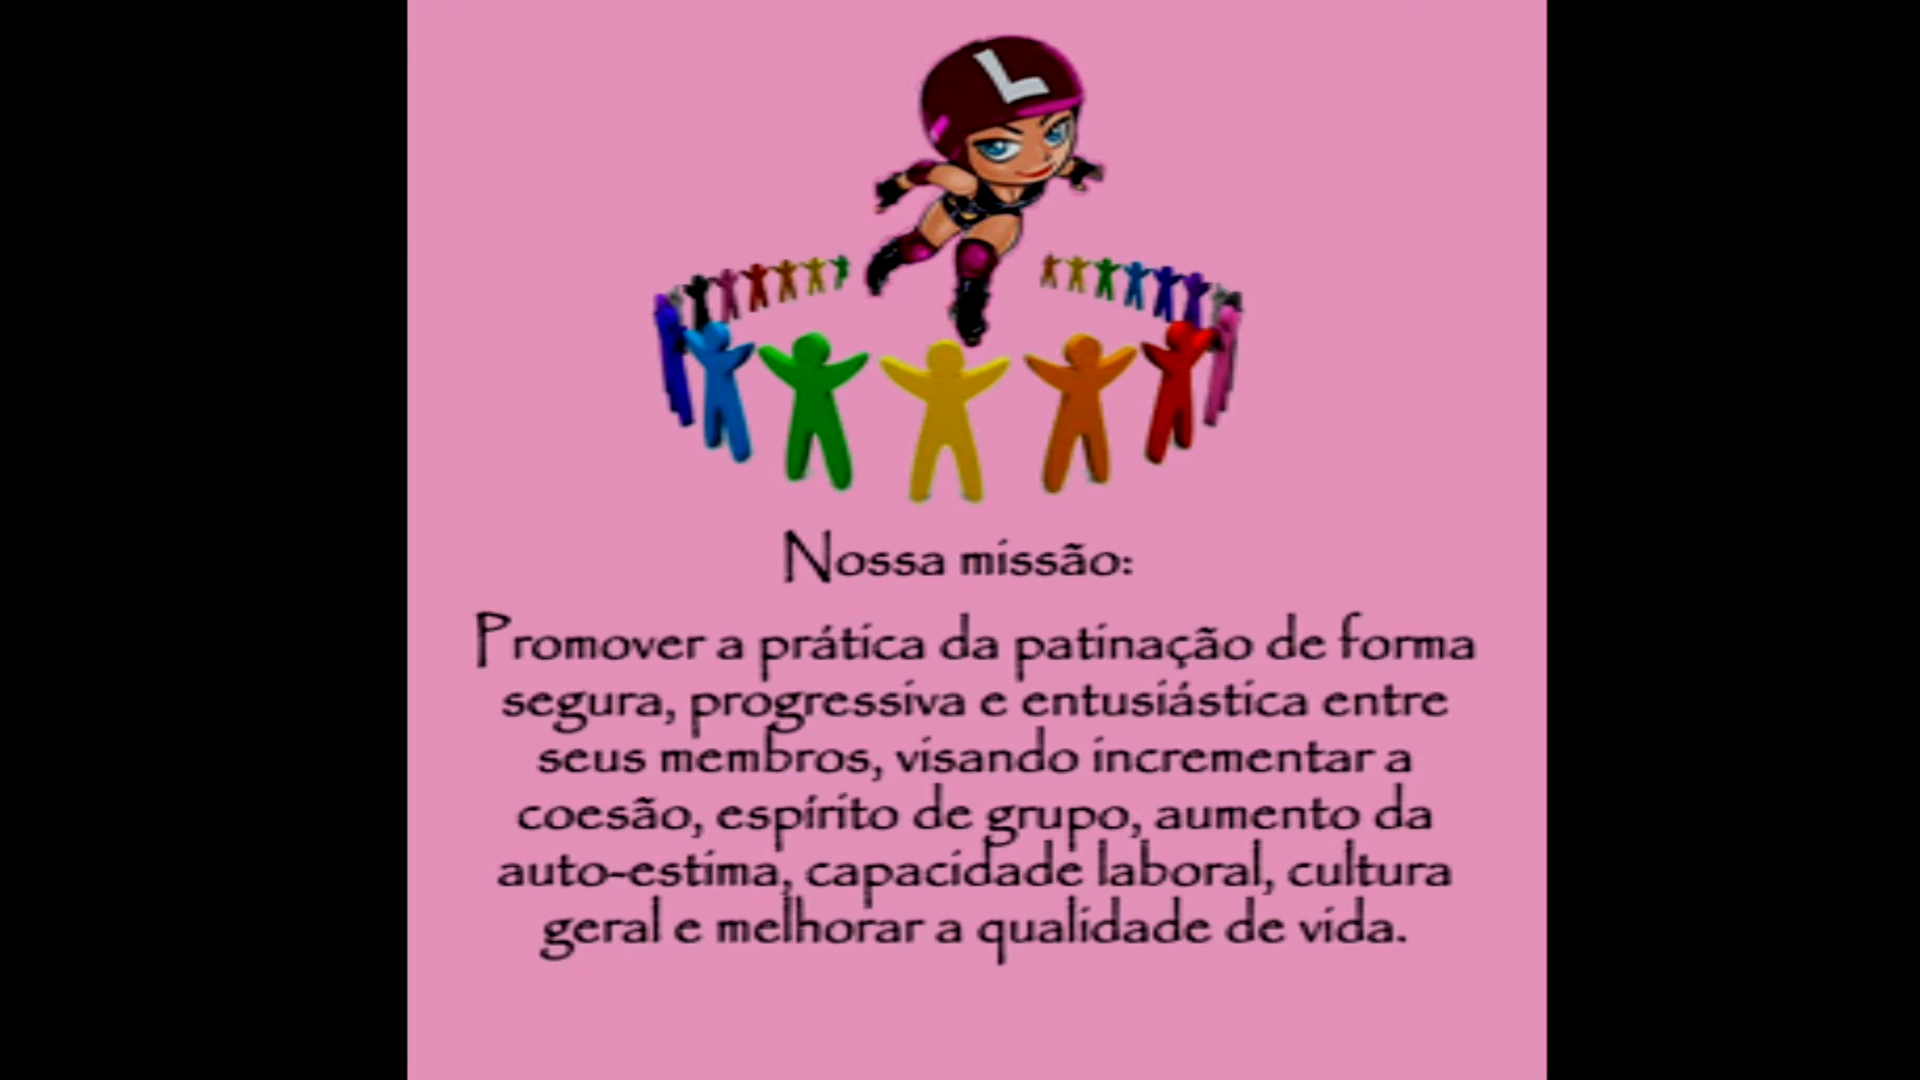 L
Nossa missão:
Promover a prática da patinação de forma
segura, progressiva e entusiástica entre
seus membros, visando incrementar a
coesão, espírito de grupo, aumento da
auto-estima, capacidade laboral, cultura
geral e melhorar a qualidade de vida.